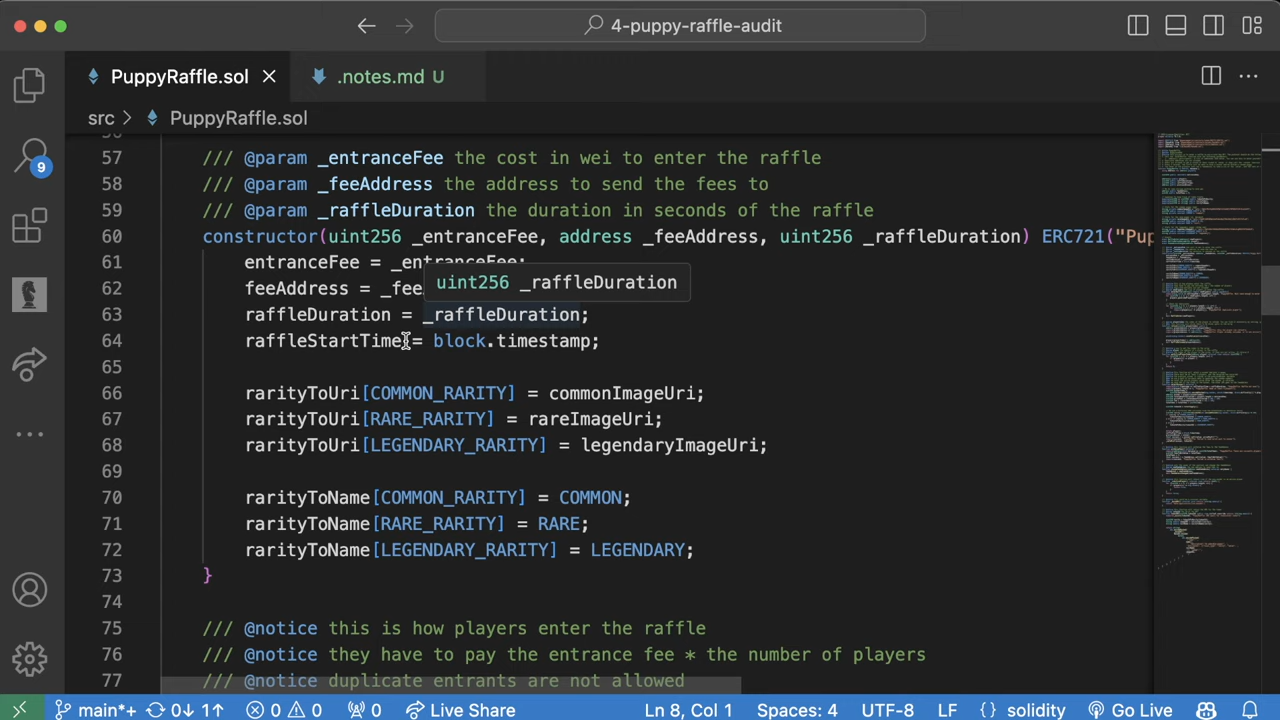 4-puppy-raffle-audit
PuppyRaffle.sol
.notes.md U
src > PuppyRaffle.sol
9
57 /// @param _entranceFee the cost in wei to enter the raffle
58 /// @param _feeAddress the address to send the fees to
59 /// @param _raffleDuration the duration in seconds of the raffle
60 constructor(uint256 _entranceFee, address _feeAddress, uint256 _raffleDuration) ERC721("Pup
61 entranceFee = _entranceFee;
62 feeAddress = _fee
uint256 _raffleDuration
63 raffleDuration = _raffleDuration;
64 raffleStartTime = block.timestamp;
65
66 rarityToUri[COMMON_RARITY] = commonImageUri;
67 rarityToUri[RARE_RARITY] = rareImageUri;
68 rarityToUri[LEGENDARY_RARITY] = legendaryImageUri;
69
70 rarityToName[COMMON_RARITY] = COMMON;
71 rarityToName[RARE_RARITY] = RARE;
72 rarityToName[LEGENDARY_RARITY] = LEGENDARY;
73 }
74
75 /// @notice this is how players enter the raffle
76 /// @notice they have to pay the entrance fee * the number of players
77 /// @notice duplicate entrants are not allowed
main*+ 0↓ 1↑ 0 0 0 Live Share Ln 8, Col 1 Spaces: 4 UTF-8 LF {} solidity Go Live